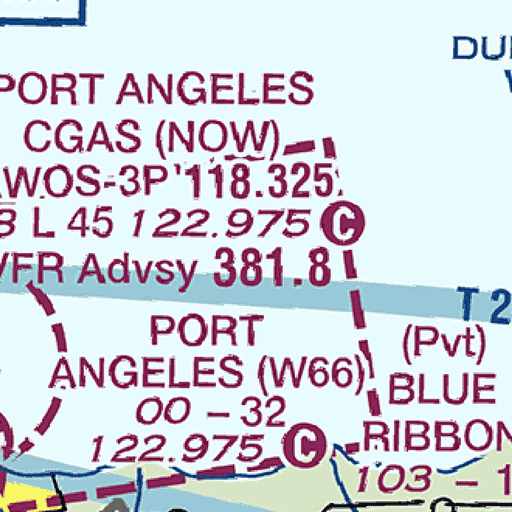 DU
PORT ANGELES
CGAS (NOW)
AWOS-3P 118.325
8 L 45 122.975 C
VFR Advsy 381.8
T 2
PORT
ANGELES (W66)
00 – 32
122.975 C
(Pvt)
BLUE
RIBBON
103 – 1